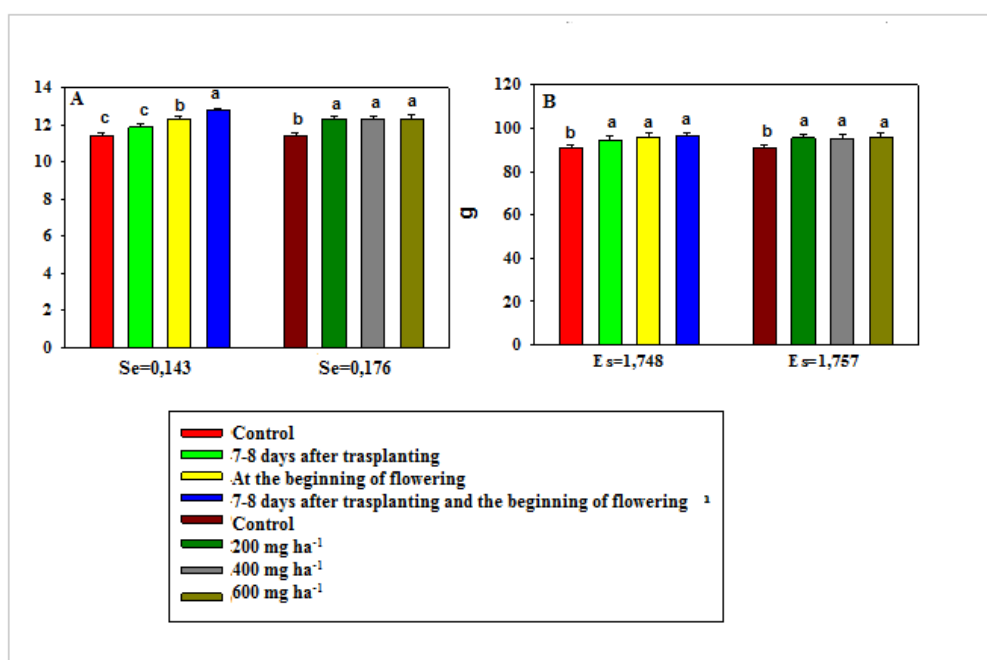 A
14
12
10
8
6
4
2
0
c c b a
b a a a
Se=0,143 Se=0,176
B
g
120
100
80
60
40
20
0
b a a a
b a a a
Es=1,748 Es=1,757
Control
7-8 days after trasplanting
At the beginning of flowering
7-8 days after trasplanting and the beginning of flowering ¹
Control
200 mg ha⁻¹
400 mg ha⁻¹
600 mg ha⁻¹